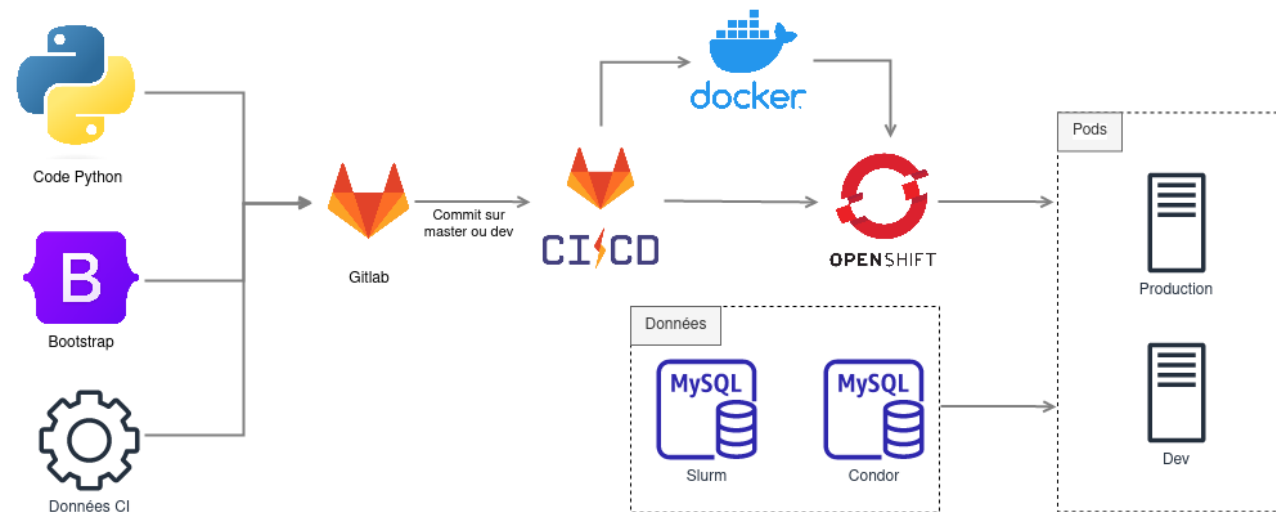 Code Python
B
Bootstrap
Données CI
Gitlab
Commit sur
master ou dev
CI CD
docker
OPENSHIFT
Données
MySQL
Slurm
MySQL
Condor
Pods
Production
Dev